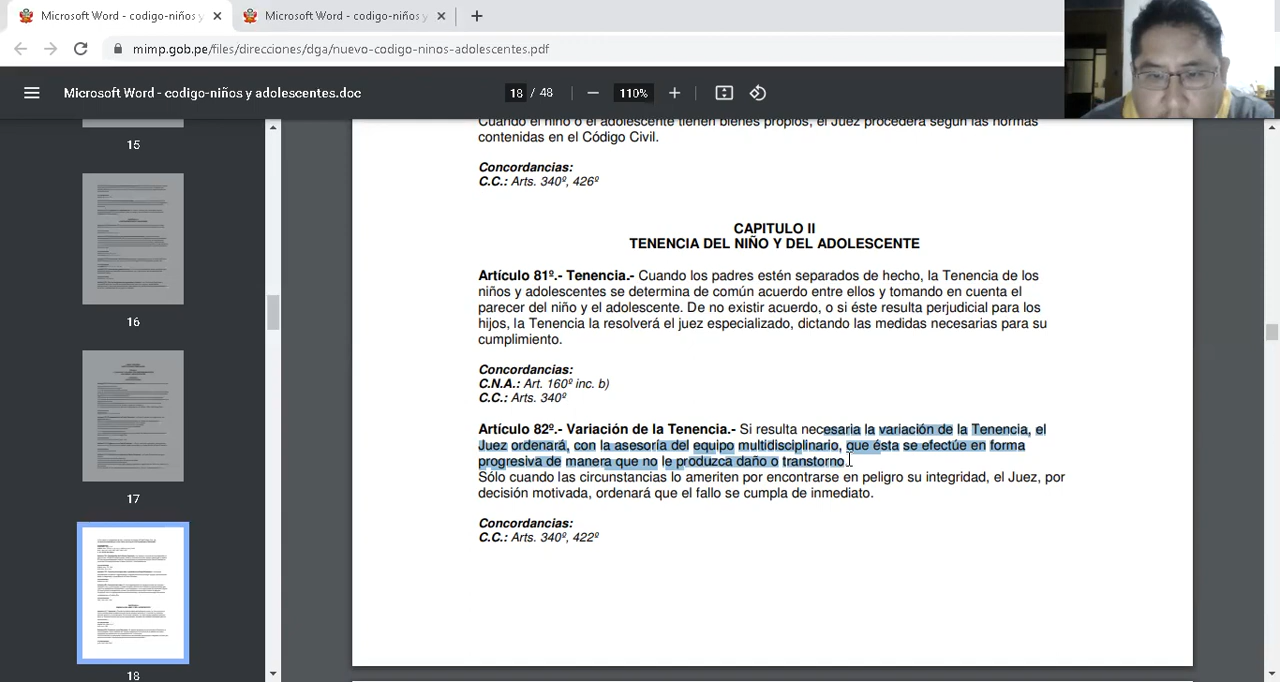 Microsoft Word - codigo-niños y
Microsoft Word - codigo-niños y
mimp.gob.pe/files/direcciones/dga/nuevo-codigo-ninos-adolescentes.pdf
Microsoft Word - codigo-niños y adolescentes.doc
18 / 48
110%
15
16
17
18
Cuando el niño o el adolescente tienen bienes propios, el Juez procederá según las normas
contenidas en el Código Civil.
Concordancias:
C.C.: Arts. 340º, 426º
CAPITULO II
TENENCIA DEL NIÑO Y DEL ADOLESCENTE
Artículo 81º.- Tenencia.- Cuando los padres estén separados de hecho, la Tenencia de los
niños y adolescentes se determina de común acuerdo entre ellos y tomando en cuenta el
parecer del niño y el adolescente. De no existir acuerdo, o si éste resulta perjudicial para los
hijos, la Tenencia la resolverá el juez especializado, dictando las medidas necesarias para su
cumplimiento.
Concordancias:
C.N.A.: Art. 160º inc. b)
C.C.: Arts. 340º
Artículo 82º.- Variación de la Tenencia.- Si resulta necesaria la variación de la Tenencia, el
Juez ordenará, con la asesoría del equipo multidisciplinario, que ésta se efectúe en forma
progresiva de manera que no le produzca daño o transtorno.
Sólo cuando las circunstancias lo ameriten por encontrarse en peligro su integridad, el Juez, por
decisión motivada, ordenará que el fallo se cumpla de inmediato.
Concordancias:
C.C.: Arts. 340º, 422º